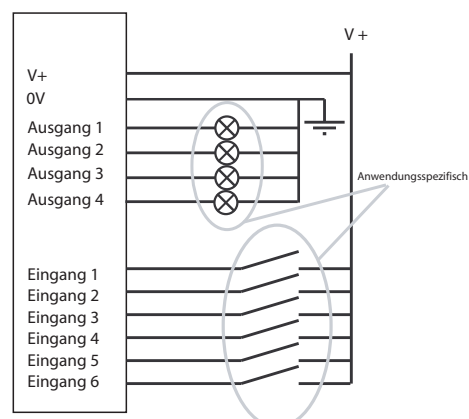 V +
V+
0V
Ausgang 1
Ausgang 2
Ausgang 3
Ausgang 4
Anwendungsspezifisch
Eingang 1
Eingang 2
Eingang 3
Eingang 4
Eingang 5
Eingang 6